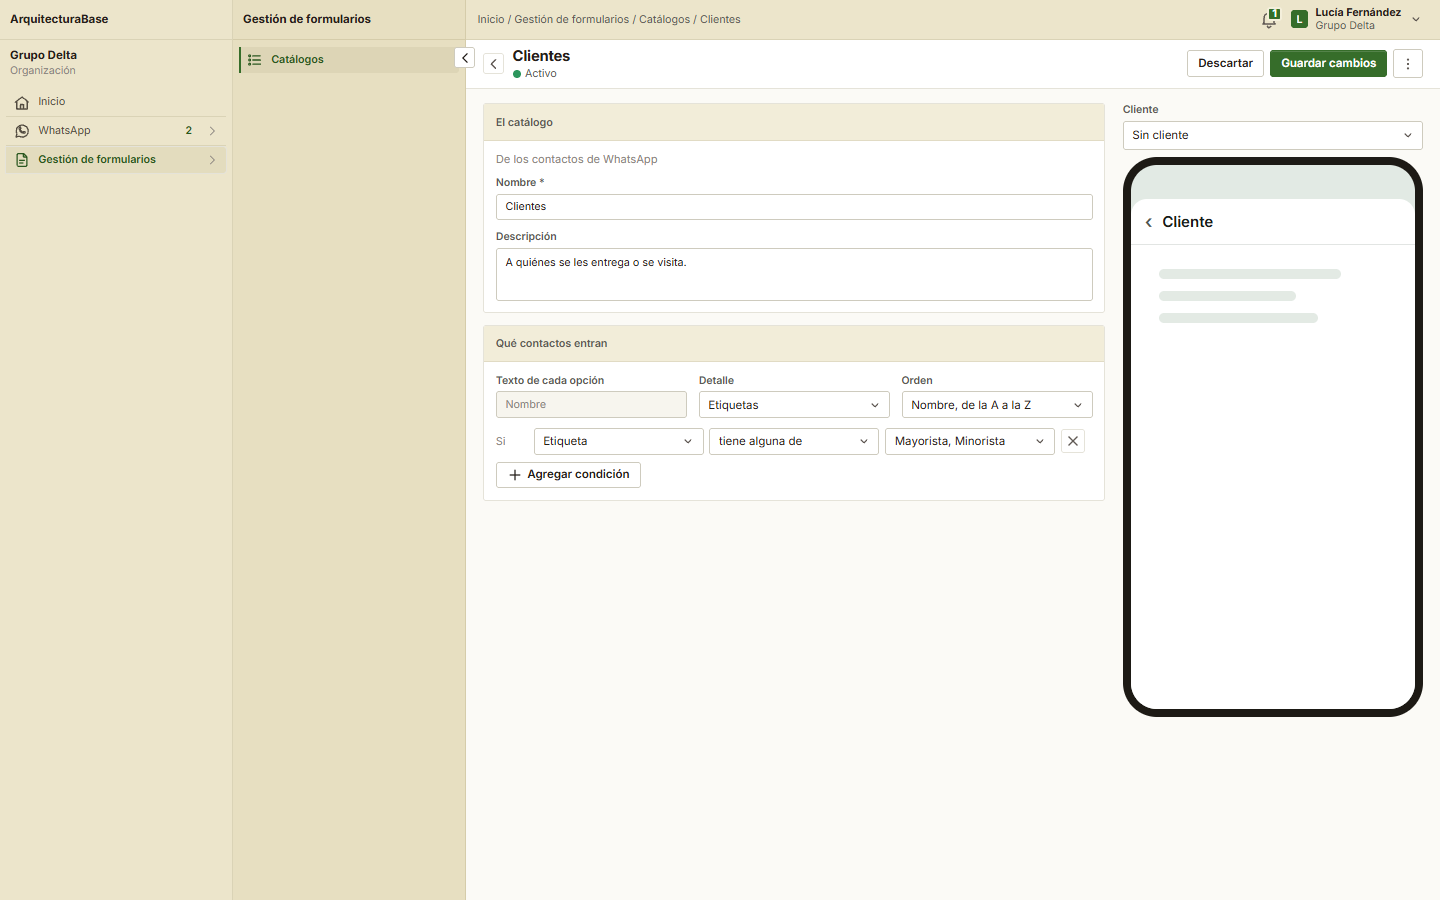 ArquitecturaBase
Grupo Delta
Organización
Inicio
WhatsApp 2
Gestión de formularios
Gestión de formularios
Catálogos
Inicio / Gestión de formularios / Catálogos / Clientes
1
L
Lucía Fernández
Grupo Delta
Clientes
Activo
Descartar
Guardar cambios
El catálogo
De los contactos de WhatsApp
Nombre *
Clientes
Descripción
A quiénes se les entrega o se visita.
Qué contactos entran
Texto de cada opción
Detalle
Orden
Nombre
Etiquetas
Nombre, de la A a la Z
Si
Etiqueta
tiene alguna de
Mayorista, Minorista
Agregar condición
Cliente
Sin cliente
Cliente